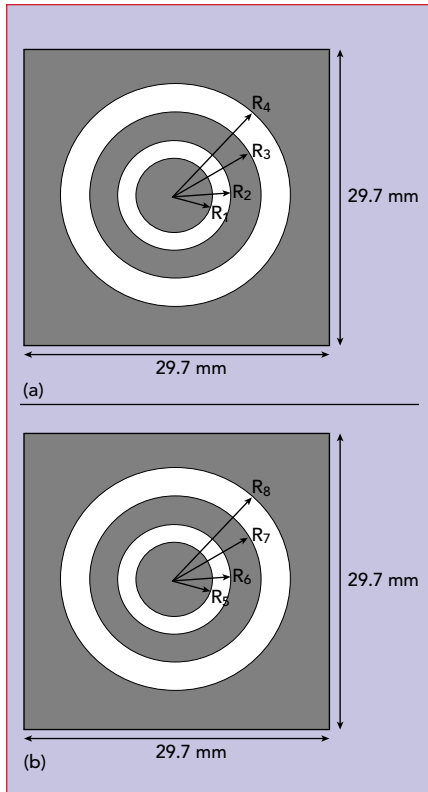 R₄
R₃
R₂
R₁
29.7 mm
29.7 mm
(a)
R₈
R₇
R₆
R₅
29.7 mm
29.7 mm
(b)